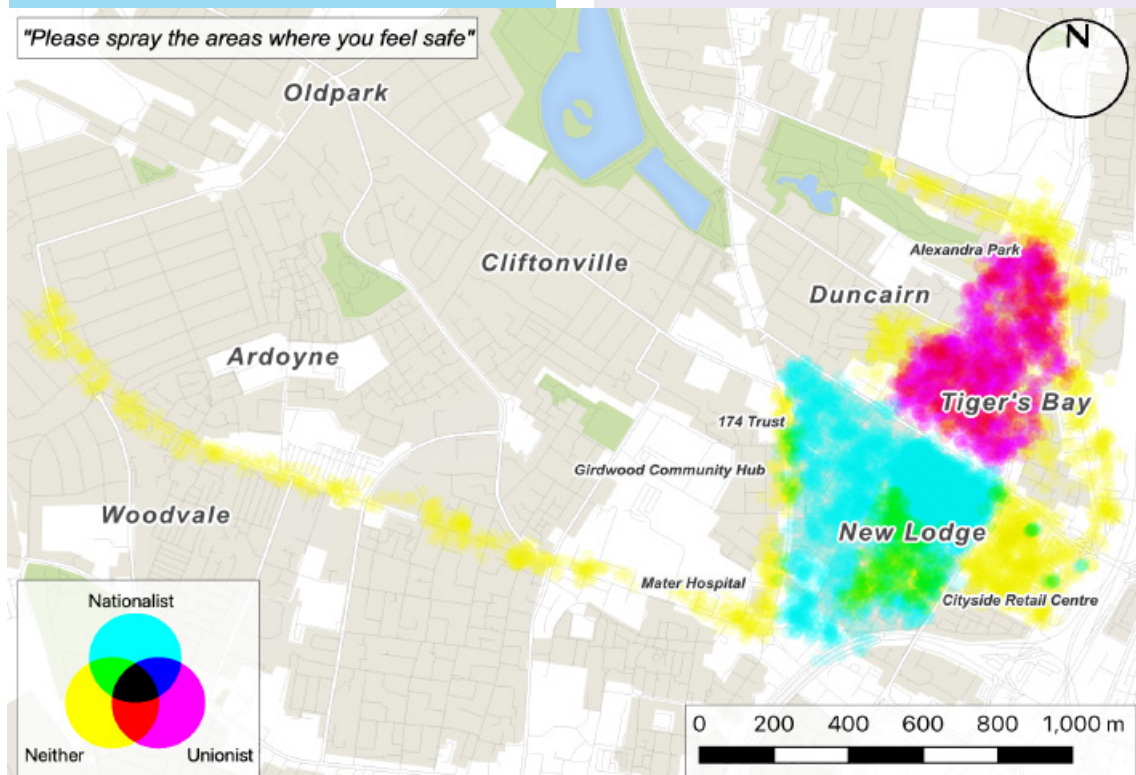 "Please spray the areas where you feel safe"
N
Oldpark
Cliftonville
Alexandra Park
Duncairn
Ardoyne
Tiger's Bay
174 Trust
Girdwood Community Hub
Woodvale
New Lodge
Mater Hospital
Cityside Retail Centre
Nationalist
Neither
Unionist
0 200 400 600 800 1,000 m